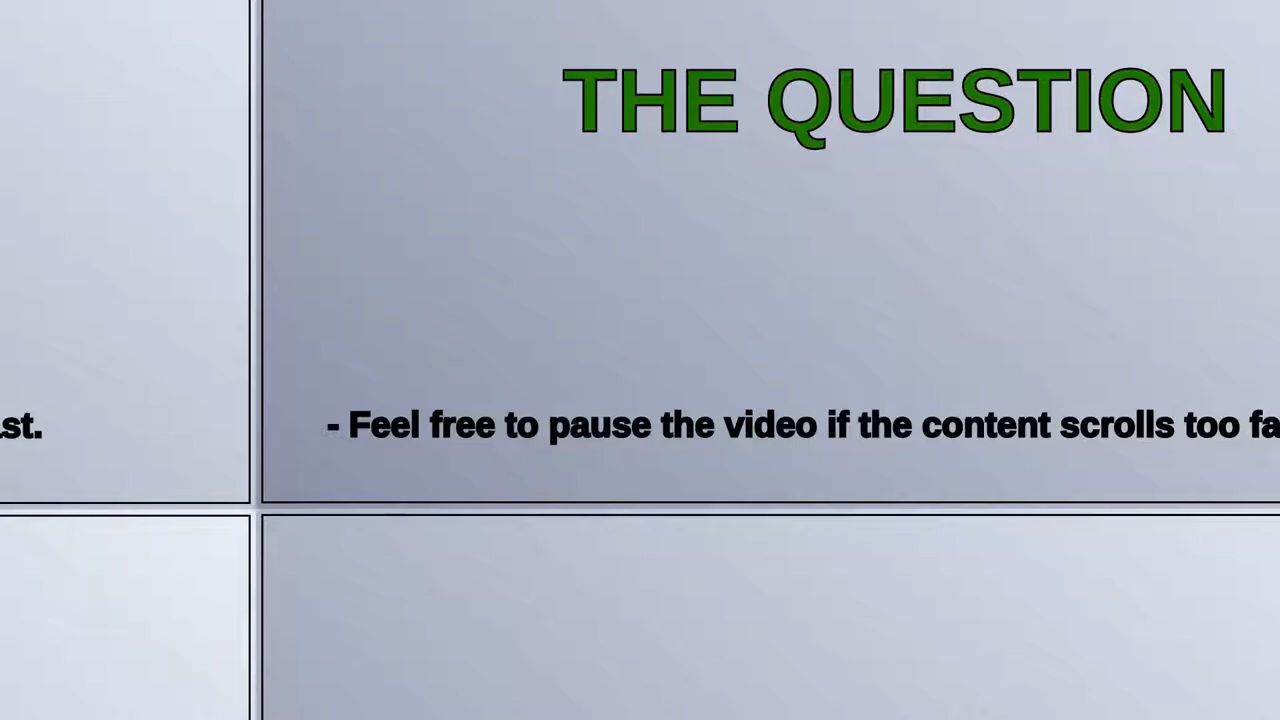 THE QUESTION
st.
- Feel free to pause the video if the content scrolls too fa